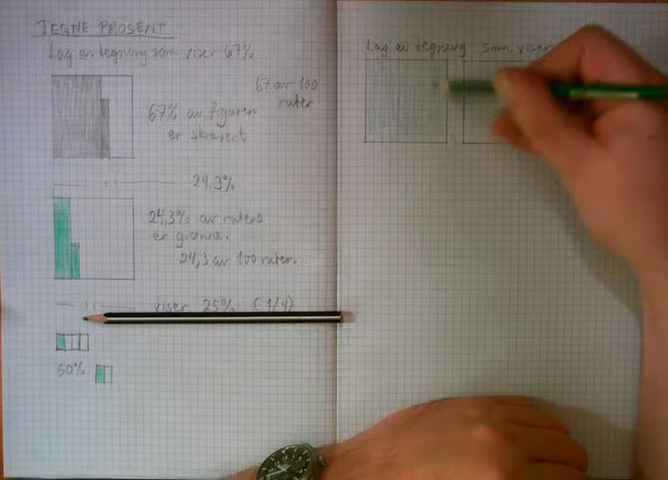 TEGNE PROSENT
Lag en tegning som viser 67%
67 av 100
ruter
67% av figuren
er skravert
24,3%
24,3% av rutene
er grønne.
24,3 av 100 ruter.
viser 25% (1/4)
50%
Lag en tegning som viser